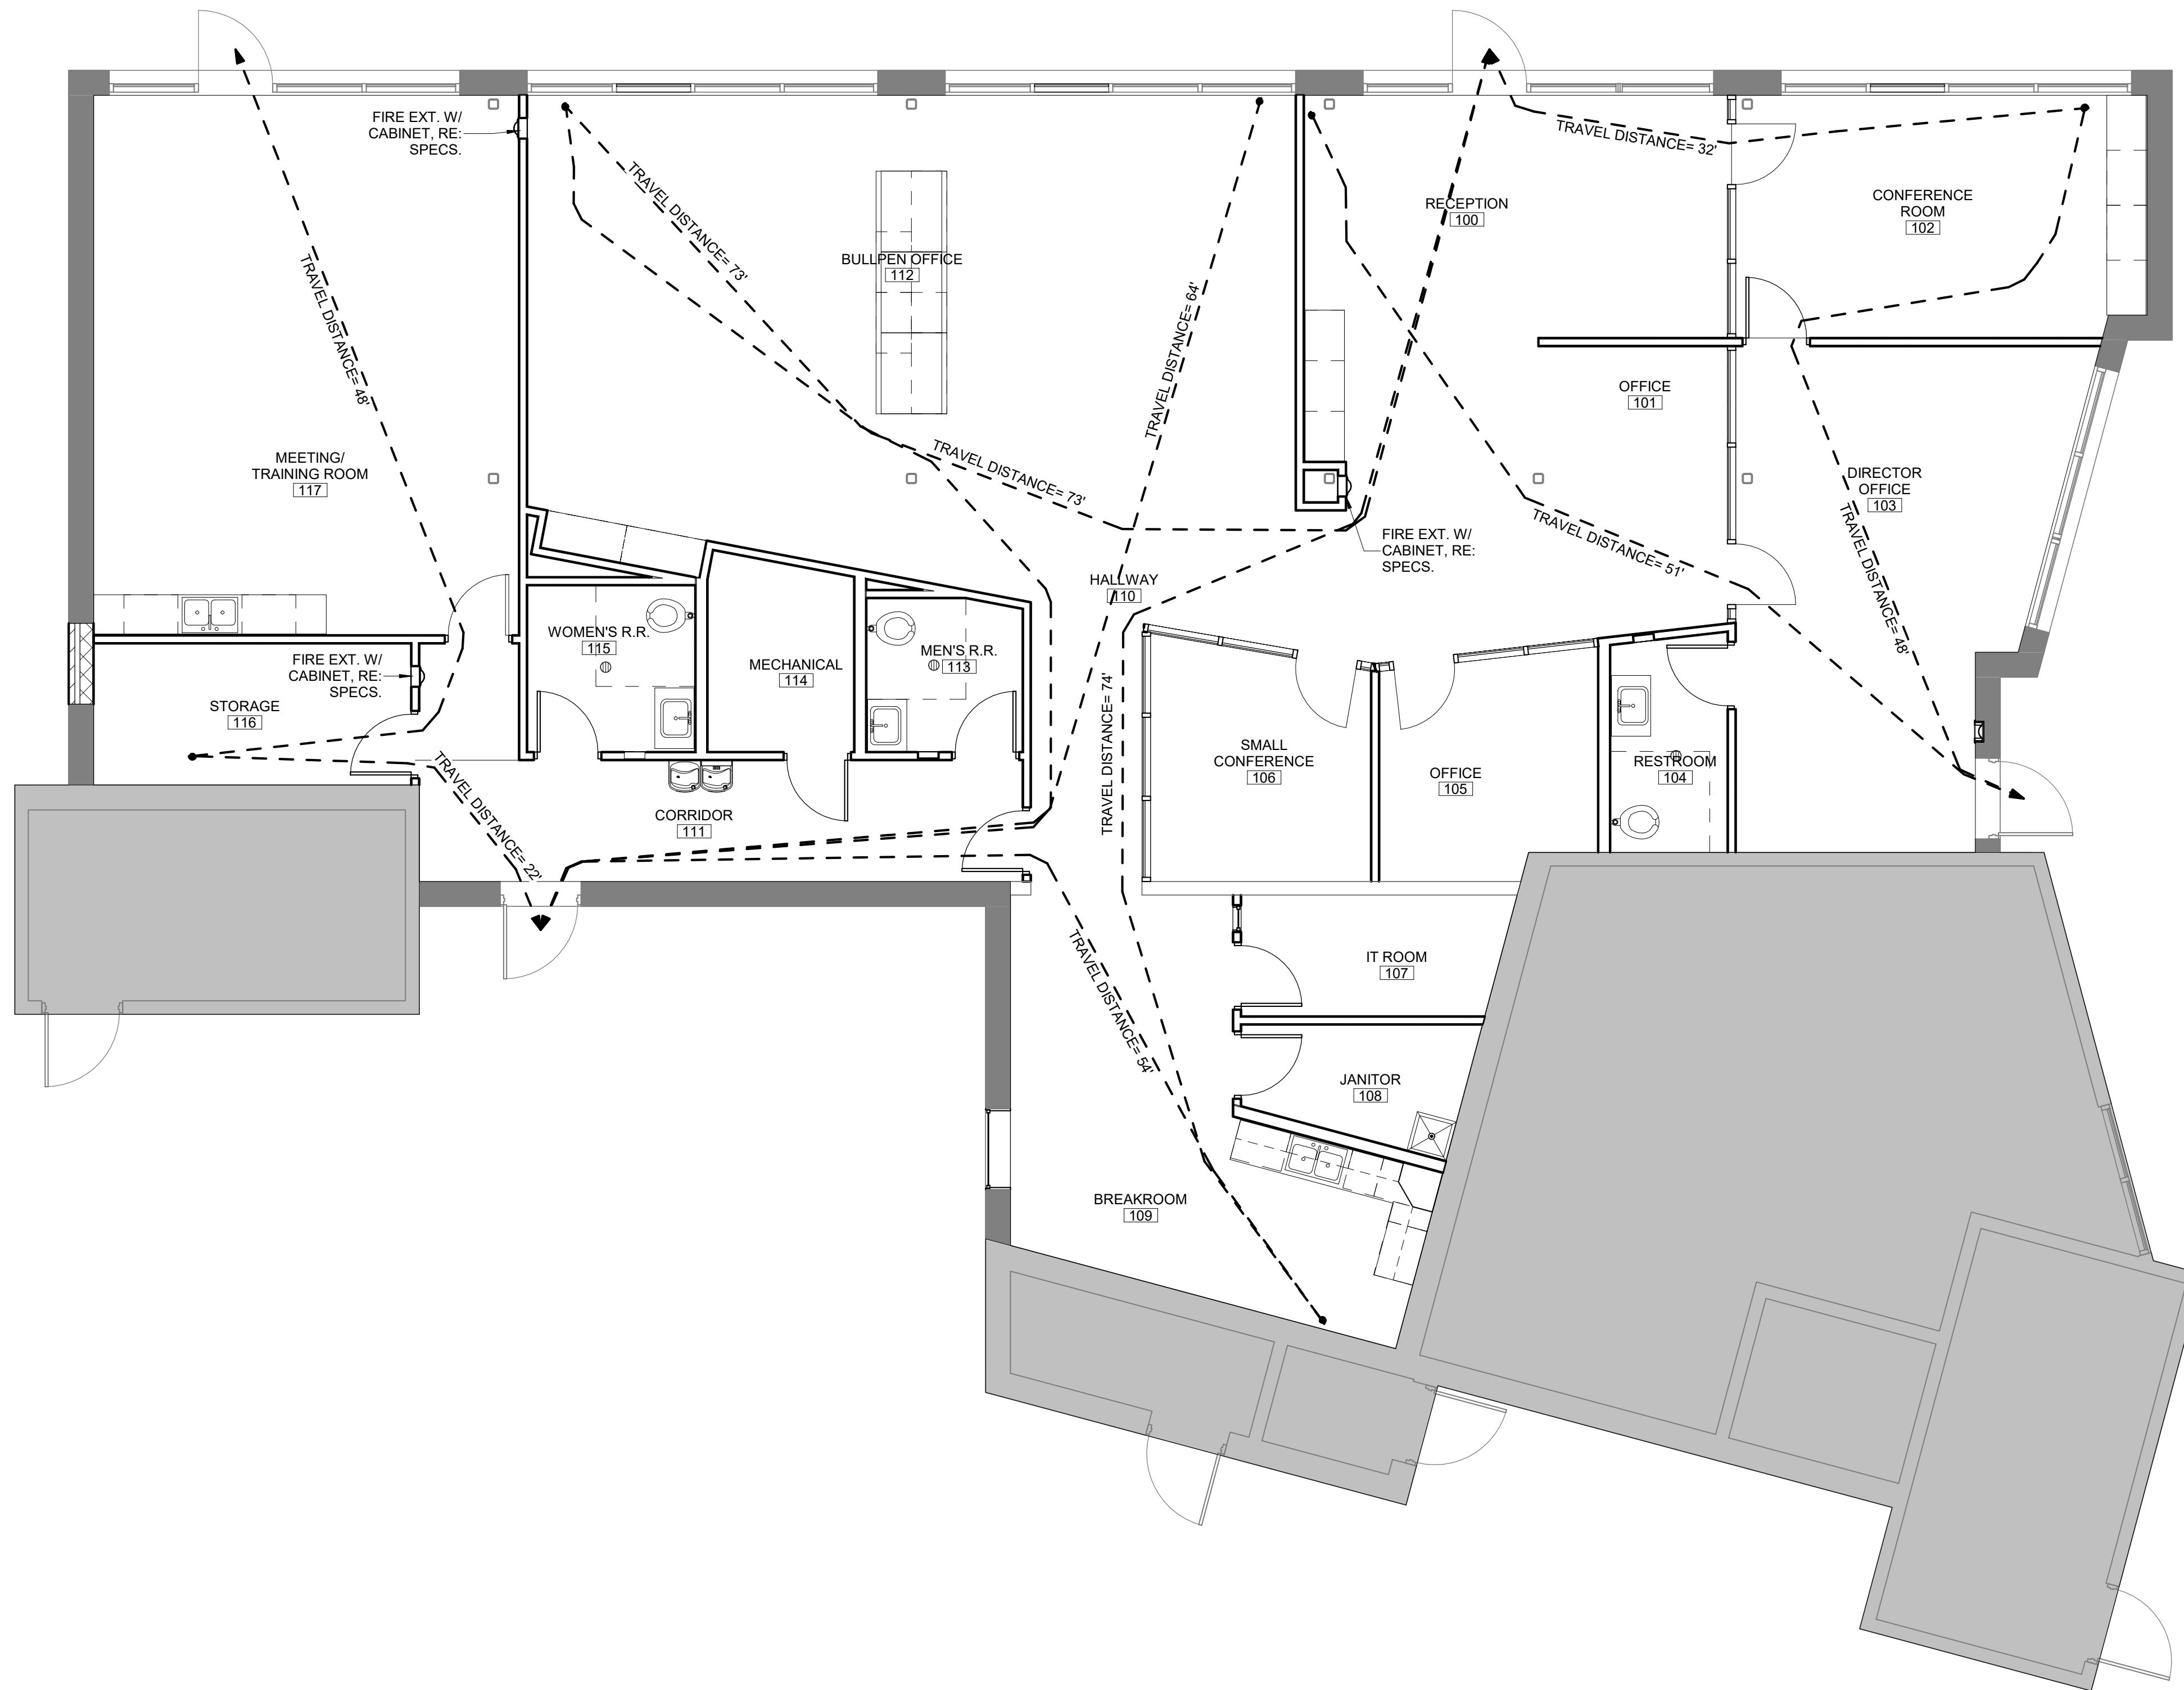 FIRE EXT. W/
CABINET, RE:
SPECS.
TRAVEL DISTANCE= 32'
TRAVEL DISTANCE= 73'
RECEPTION
100
CONFERENCE
ROOM
102
BULLPEN OFFICE
112
TRAVEL DISTANCE= 48'
TRAVEL DISTANCE= 64'
OFFICE
101
MEETING/
TRAINING ROOM
117
TRAVEL DISTANCE= 73'
DIRECTOR
OFFICE
103
FIRE EXT. W/
CABINET, RE:
SPECS.
TRAVEL DISTANCE= 51'
TRAVEL DISTANCE= 48'
HALLWAY
110
WOMEN'S R.R.
115
MEN'S R.R.
113
MECHANICAL
114
FIRE EXT. W/
CABINET, RE:
SPECS.
STORAGE
116
TRAVEL DISTANCE= 74'
SMALL
CONFERENCE
106
OFFICE
105
RESTROOM
104
TRAVEL DISTANCE= 22'
CORRIDOR
111
IT ROOM
107
TRAVEL DISTANCE= 54'
JANITOR
108
BREAKROOM
109